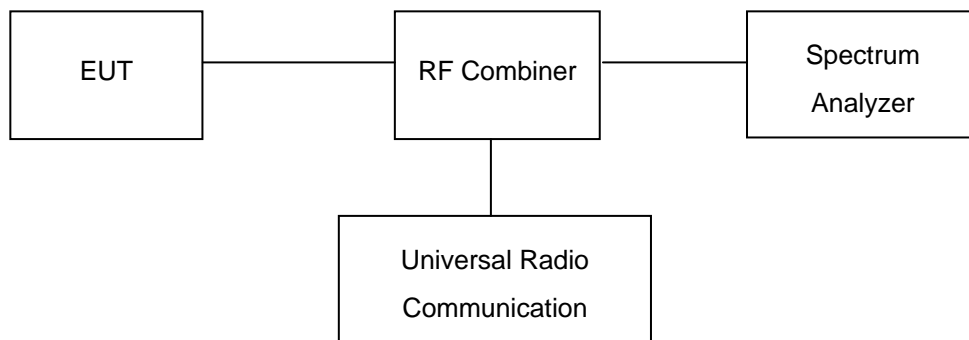 EUT
RF Combiner
Spectrum
Analyzer
Universal Radio
Communication